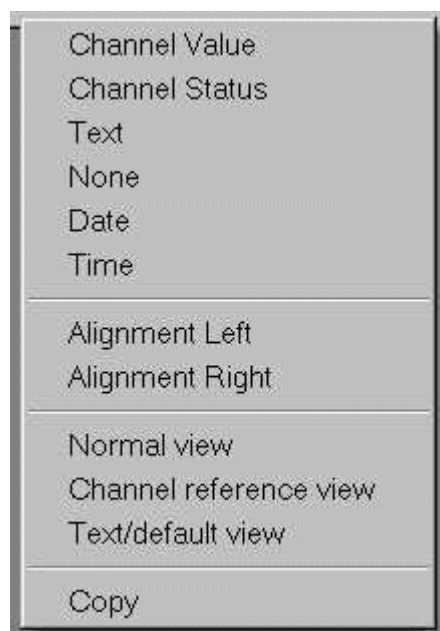 Channel Value
Channel Status
Text
None
Date
Time
Alignment Left
Alignment Right
Normal view
Channel reference view
Text/default view
Copy